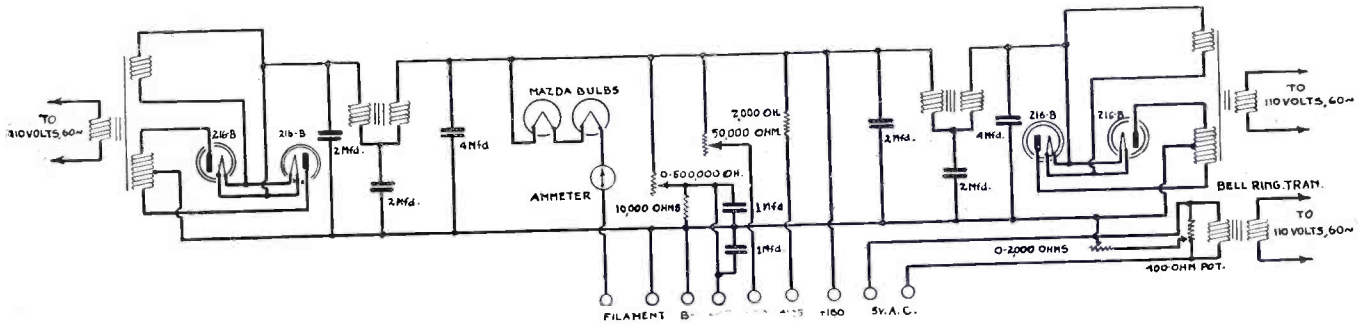 TO
110 VOLTS, 60~
216-B
216-B
2 Mfd.
2 Mfd.
4 Mfd.
MAZDA BULBS
AMMETER
0-500,000 OH.
10,000 OHMS
1 Mfd
1 Mfd
7,000 OH.
50,000 OHM.
2 Mfd.
2 Mfd.
4 Mfd.
216-B
216-B
TO
110 VOLTS, 60~
BELL RING. TRAN.
TO
110 VOLTS, 60~
0-2,000 OHMS
400-OHM POT.
FILAMENT
B-
+180
5V. A.C.